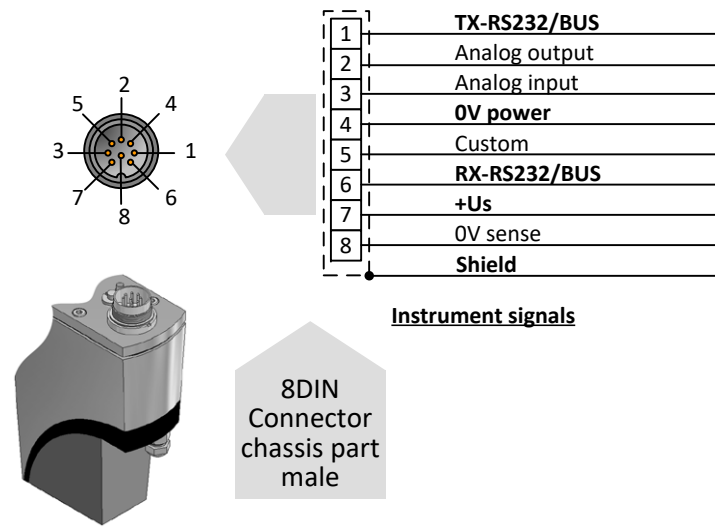 2
5 4
3 1
7 6
8
1 TX-RS232/BUS
2 Analog output
3 Analog input
4 0V power
5 Custom
6 RX-RS232/BUS
7 +Us
8 0V sense
Shield
Instrument signals
8DIN
Connector
chassis part
male